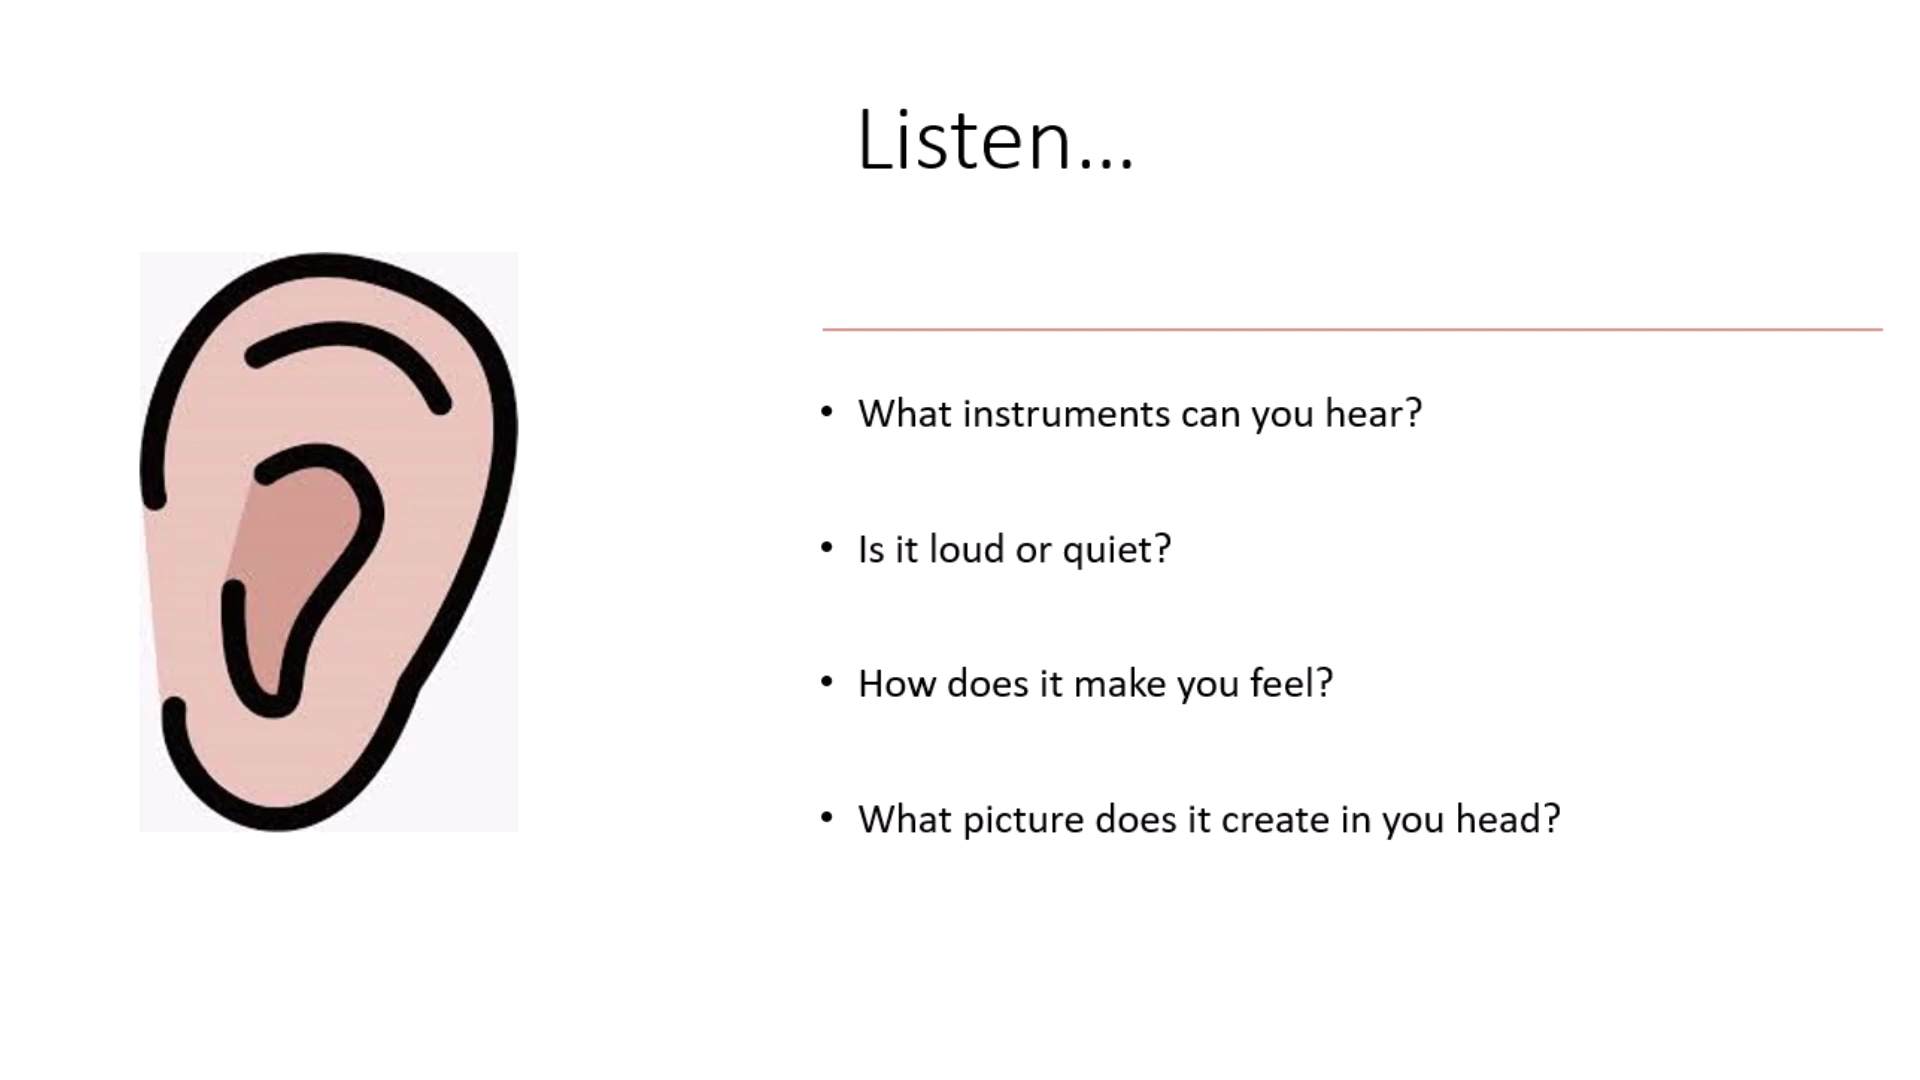 Listen...
• What instruments can you hear?
• Is it loud or quiet?
• How does it make you feel?
• What picture does it create in you head?